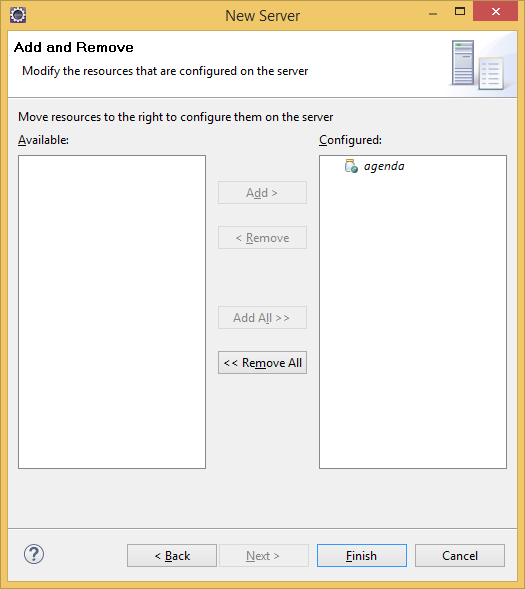 New Server
Add and Remove
Modify the resources that are configured on the server
Move resources to the right to configure them on the server
Available:
Configured:
agenda
Add >
< Remove
Add All >>
<< Remove All
?
< Back
Next >
Finish
Cancel